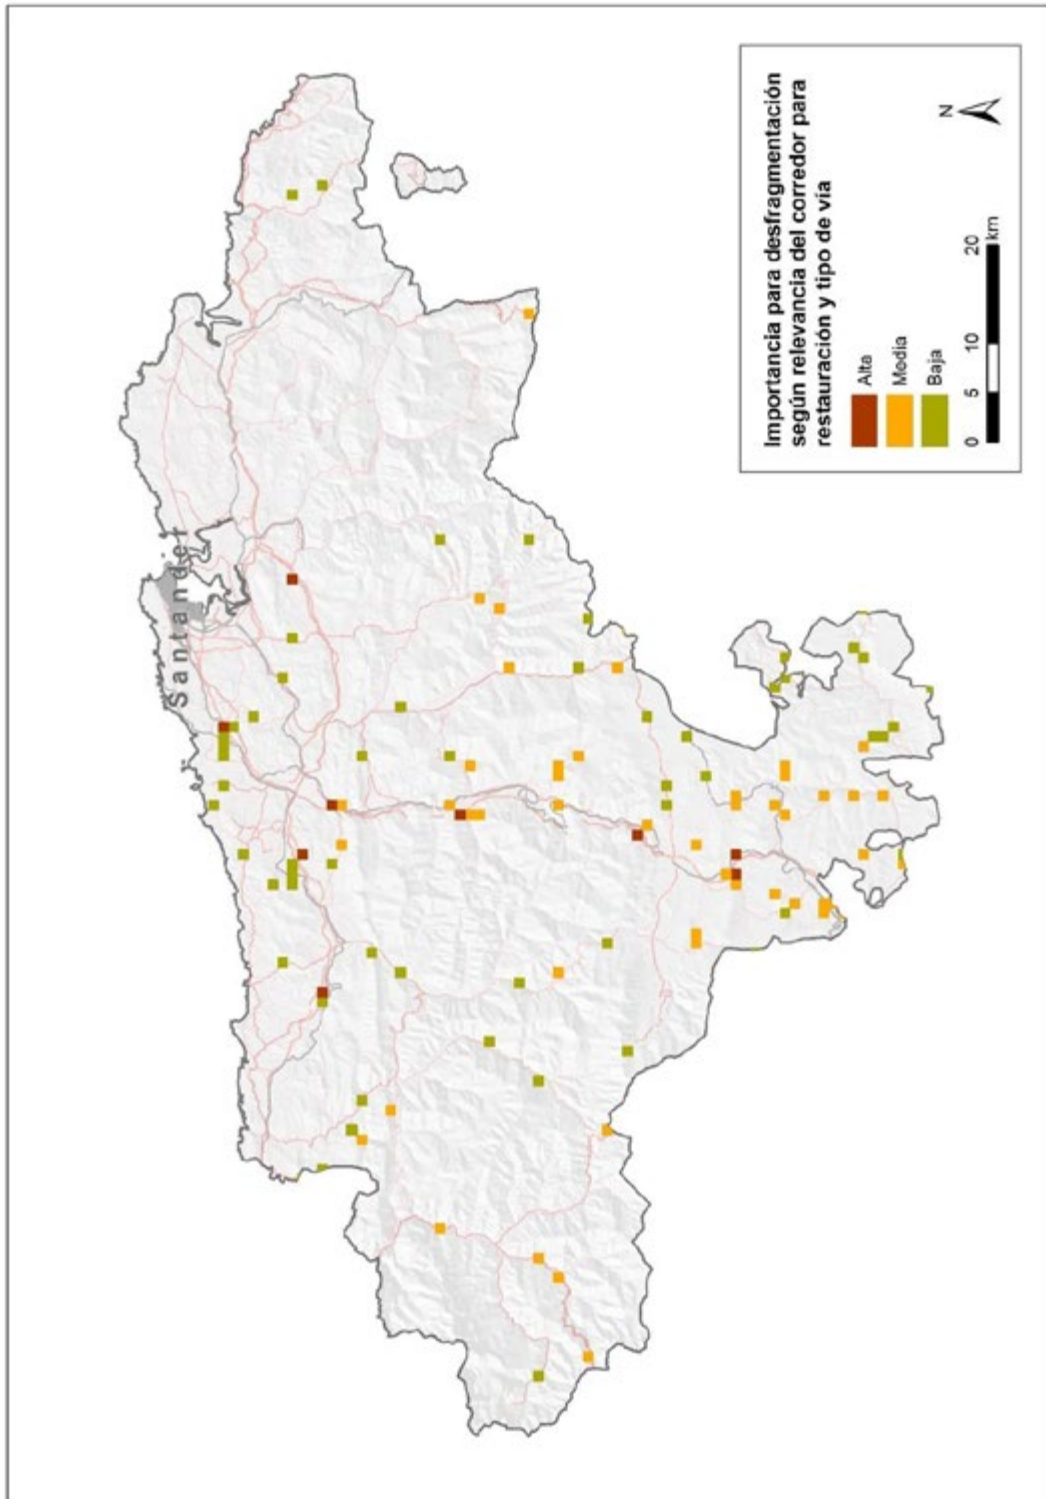 Santander
Importancia para desfragmentación
según relevancia del corredor para
restauración y tipo de vía
Alta
Media
Baja
0 5 10 20
km
N